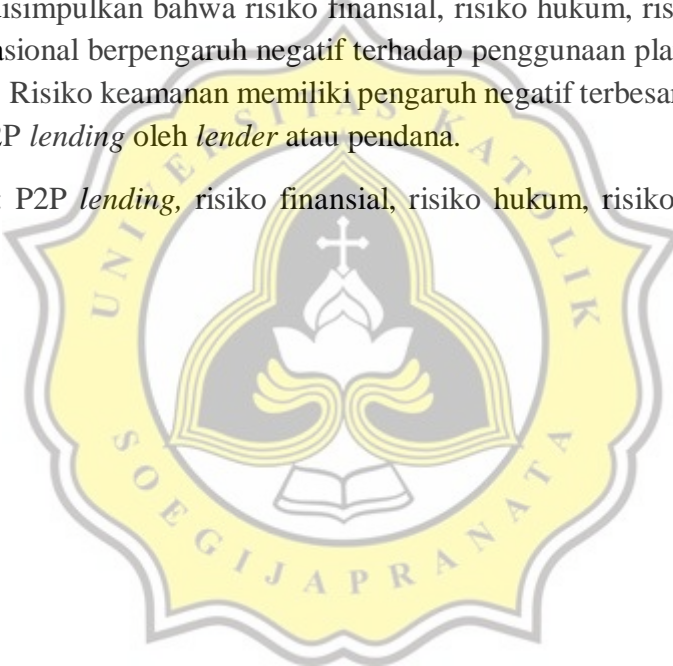 disimpulkan bahwa risiko finansial, risiko hukum, ris
asional berpengaruh negatif terhadap penggunaan pla
Risiko keamanan memiliki pengaruh negatif terbesar
2P lending oleh lender atau pendana.
: P2P lending, risiko finansial, risiko hukum, risiko
UNIVERSITAS KATOLIK
SOEGIJAPRANATA